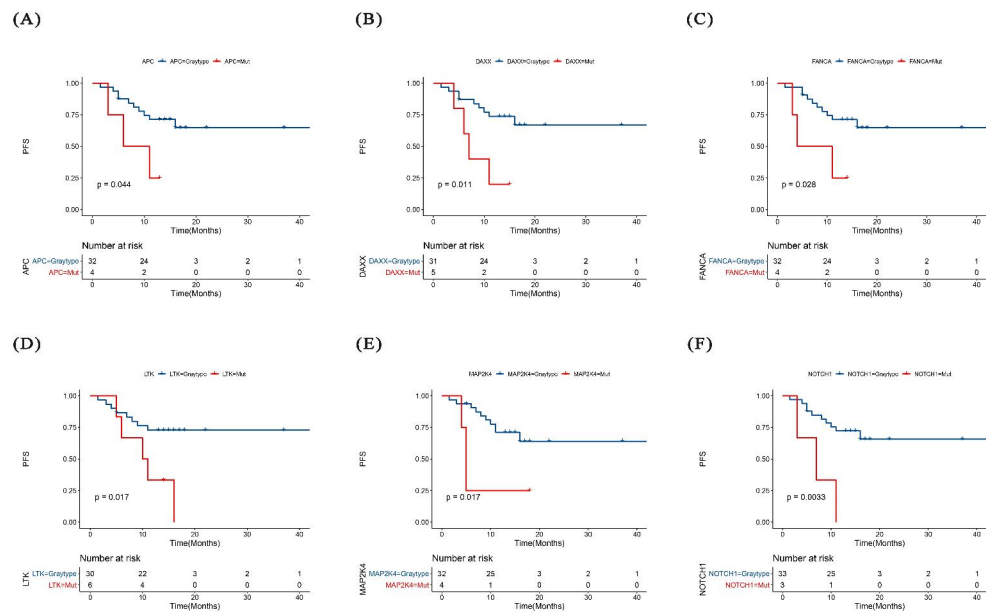 (A)
APC APC=Graytype APC=Mut
1.00
0.75
0.50
0.25
0.00
PFS
p = 0.044
0 10 20 30 40
Time(Months)
Number at risk
APC
APC=Graytype 32 24 3 2 1
APC=Mut 4 2 0 0 0
0 10 20 30 40
Time(Months)
(B)
DAXX DAXX=Graytype DAXX=Mut
1.00
0.75
0.50
0.25
0.00
PFS
p = 0.011
0 10 20 30 40
Time(Months)
Number at risk
DAXX
DAXX=Graytype 31 24 3 2 1
DAXX=Mut 5 2 0 0 0
0 10 20 30 40
Time(Months)
(C)
FANCA FANCA=Graytype FANCA=Mut
1.00
0.75
0.50
0.25
0.00
PFS
p = 0.028
0 10 20 30 40
Time(Months)
Number at risk
FANCA
FANCA=Graytype 32 24 3 2 1
FANCA=Mut 4 2 0 0 0
0 10 20 30 40
Time(Months)
(D)
LTK LTK=Graytype LTK=Mut
1.00
0.75
0.50
0.25
0.00
PFS
p = 0.017
0 10 20 30 40
Time(Months)
Number at risk
LTK
LTK=Graytype 30 22 3 2 1
LTK=Mut 6 4 0 0 0
0 10 20 30 40
Time(Months)
(E)
MAP2K4 MAP2K4=Graytype MAP2K4=Mut
1.00
0.75
0.50
0.25
0.00
PFS
p = 0.017
0 10 20 30 40
Time(Months)
Number at risk
MAP2K4
MAP2K4=Graytype 32 25 3 2 1
MAP2K4=Mut 4 1 0 0 0
0 10 20 30 40
Time(Months)
(F)
NOTCH1 NOTCH1=Graytype NOTCH1=Mut
1.00
0.75
0.50
0.25
0.00
PFS
p = 0.0033
0 10 20 30 40
Time(Months)
Number at risk
NOTCH1
NOTCH1=Graytype 33 25 3 2 1
NOTCH1=Mut 3 1 0 0 0
0 10 20 30 40
Time(Months)